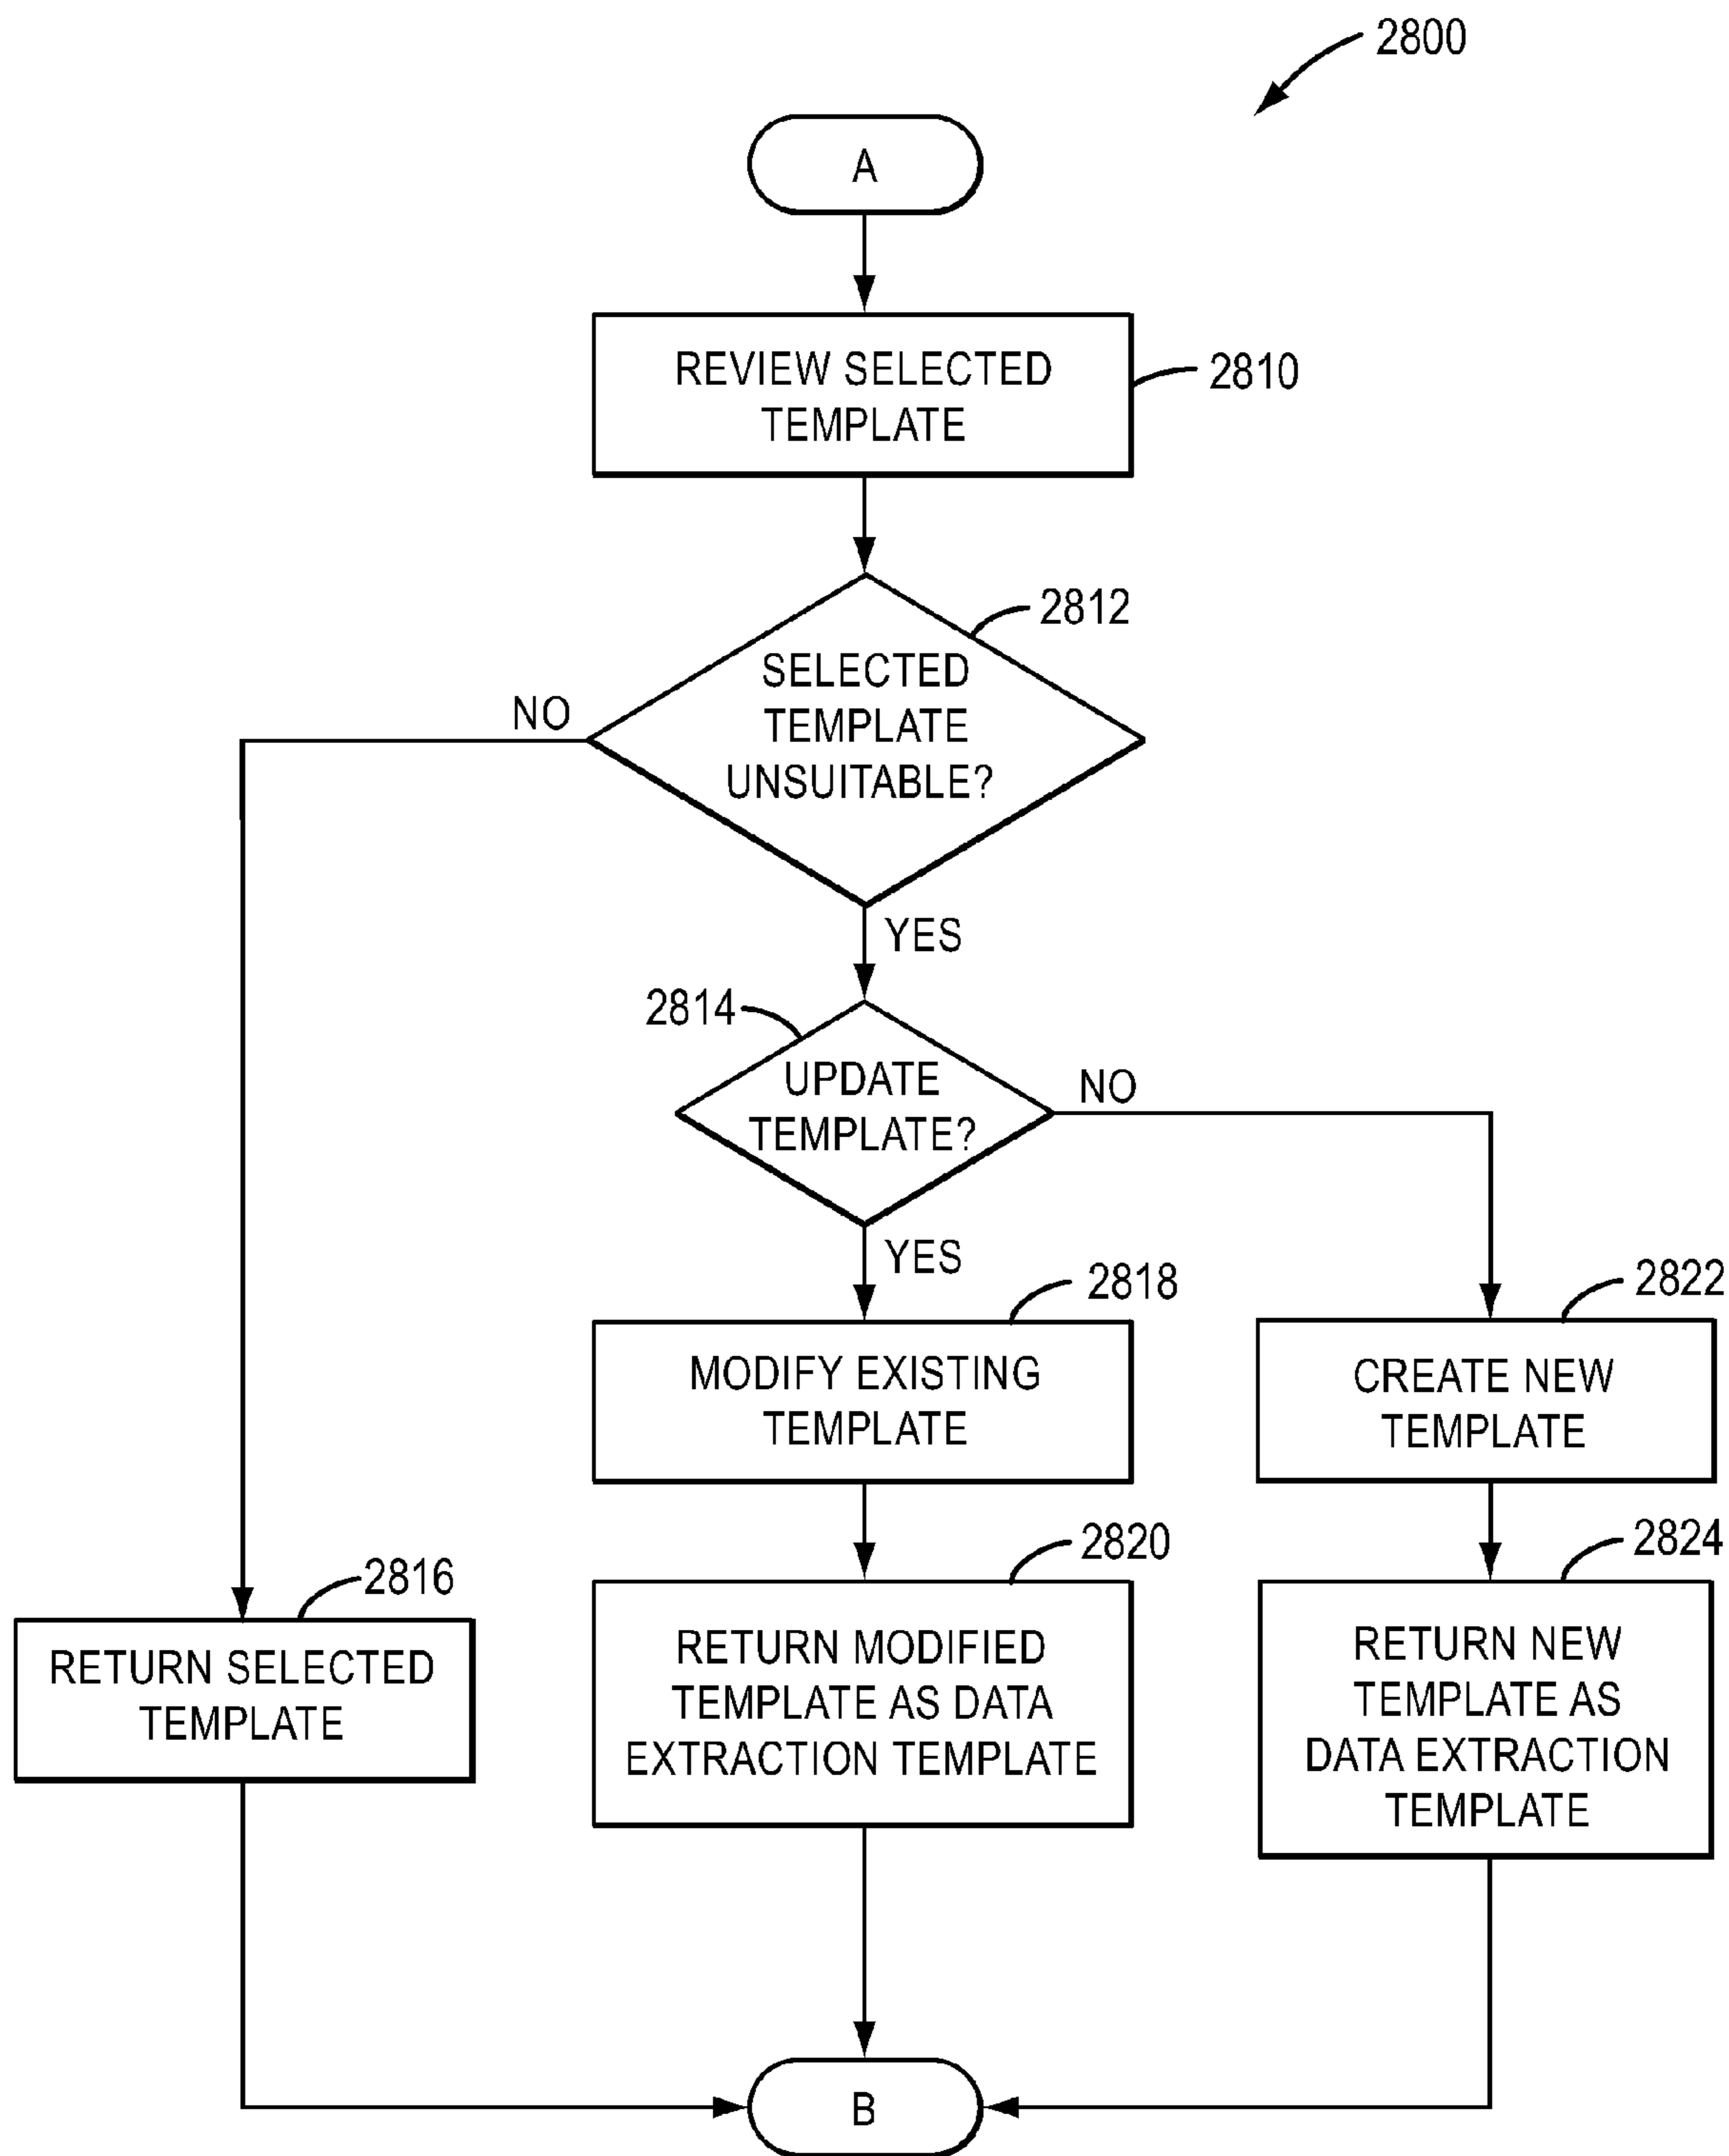 2800
A
REVIEW SELECTED
TEMPLATE
2810
2812
SELECTED
TEMPLATE
UNSUITABLE?
NO
YES
2814
UPDATE
TEMPLATE?
NO
YES
2818
MODIFY EXISTING
TEMPLATE
2822
CREATE NEW
TEMPLATE
2816
RETURN SELECTED
TEMPLATE
2820
RETURN MODIFIED
TEMPLATE AS DATA
EXTRACTION TEMPLATE
2824
RETURN NEW
TEMPLATE AS
DATA EXTRACTION
TEMPLATE
B